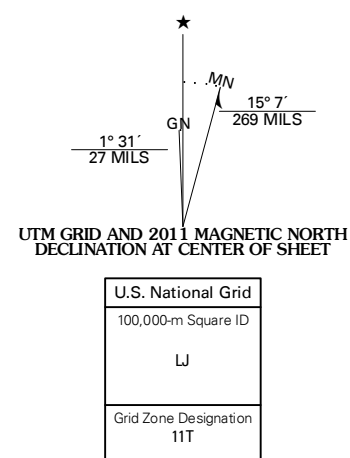 MN
GN
15° 7´
269 MILS
1° 31´
27 MILS
UTM GRID AND 2011 MAGNETIC NORTH
DECLINATION AT CENTER OF SHEET
U.S. National Grid
100,000-m Square ID
LJ
Grid Zone Designation
11T